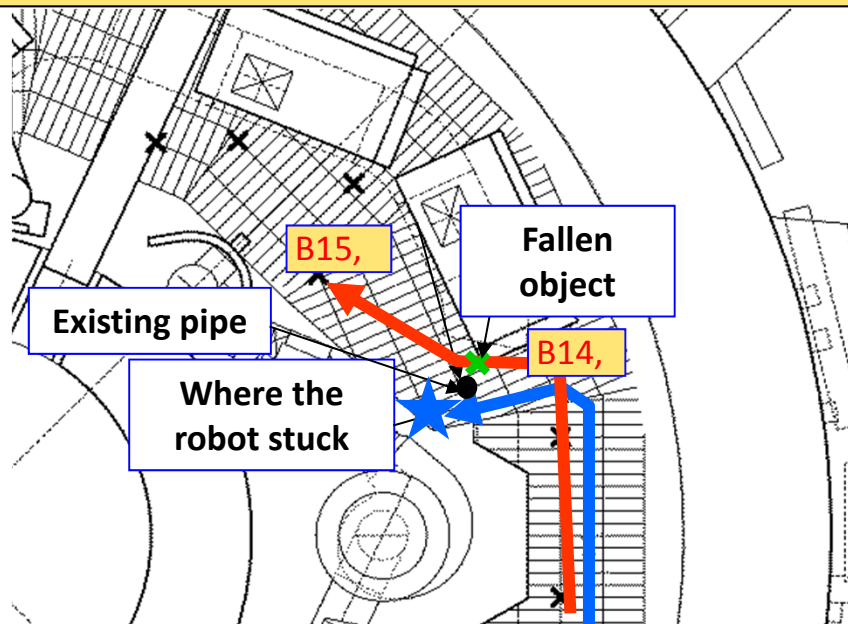 B15,
Fallen
object
Existing pipe
B14,
Where the
robot stuck